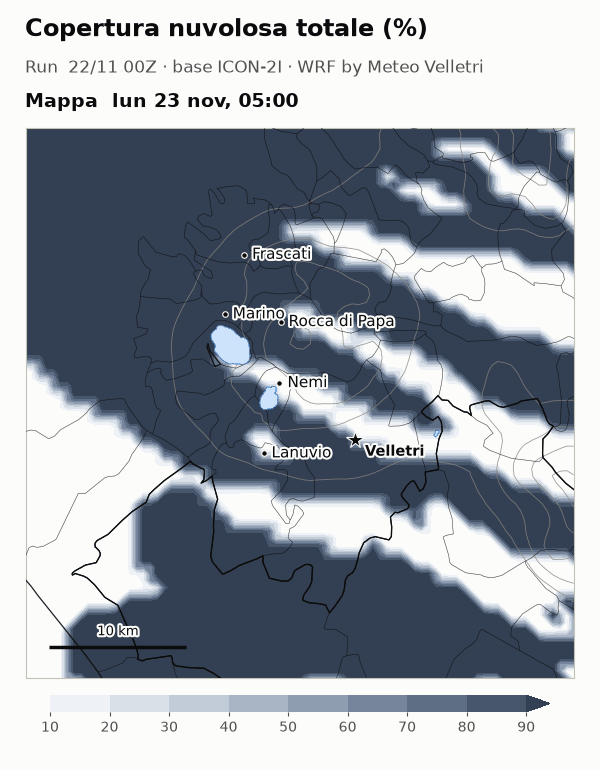 Copertura nuvolosa totale (%)
Run  22/11 00Z · base ICON-2I · WRF by Meteo Velletri
Mappa  lun 23 nov, 05:00
Frascati
Marino
Rocca di Papa
Nemi
Velletri
Lanuvio
10 km
10 20 30 40 50 60 70 80 90